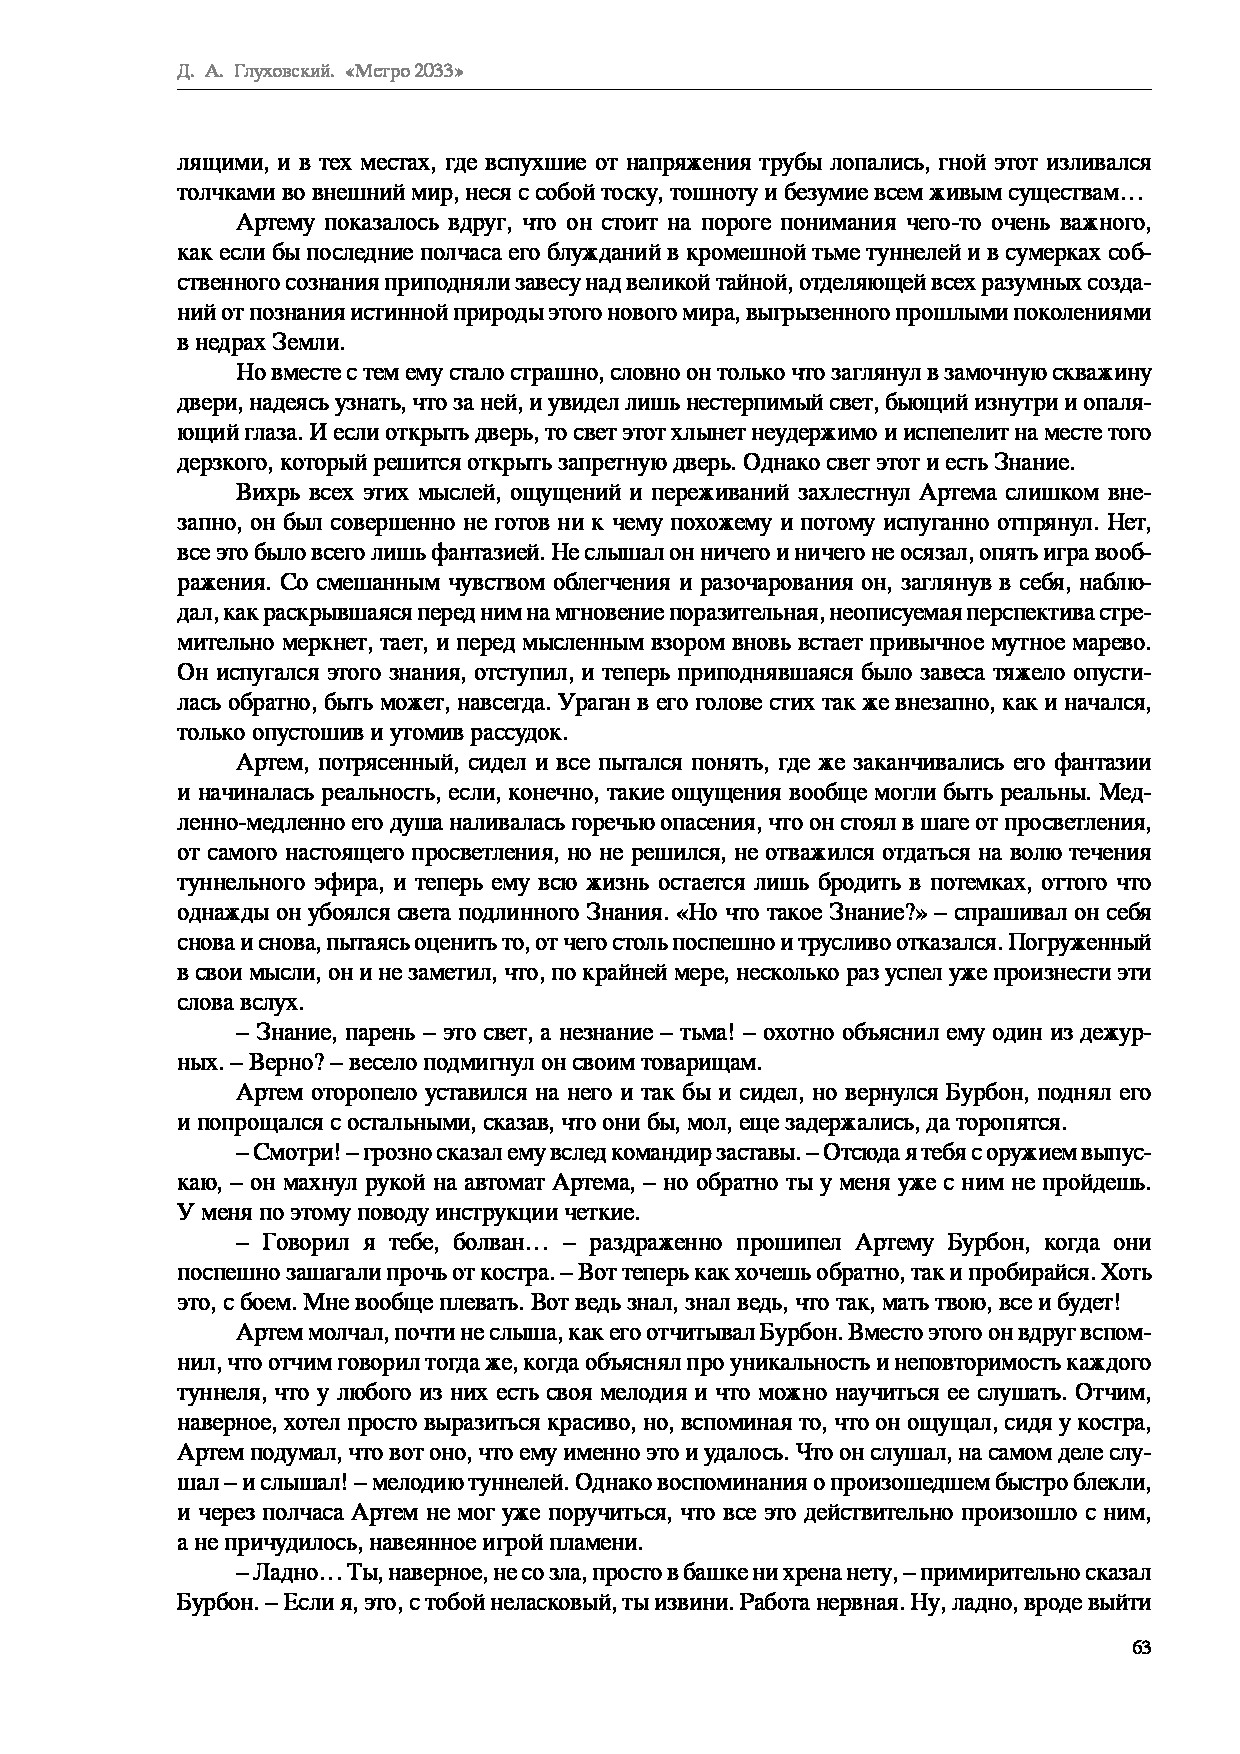 Д. А. Глуховский. «Метро 2033»
лящими, и в тех местах, где вспухшие от напряжения трубы лопались, гной этот изливался
толчками во внешний мир, неся с собой тоску, тошноту и безумие всем живым существам…
Артему показалось вдруг, что он стоит на пороге понимания чего-то очень важного,
как если бы последние полчаса его блужданий в кромешной тьме туннелей и в сумерках соб-
ственного сознания приподняли завесу над великой тайной, отделяющей всех разумных созда-
ний от познания истинной природы этого нового мира, выгрызенного прошлыми поколениями
в недрах Земли.
Но вместе с тем ему стало страшно, словно он только что заглянул в замочную скважину
двери, надеясь узнать, что за ней, и увидел лишь нестерпимый свет, бьющий изнутри и опаля-
ющий глаза. И если открыть дверь, то свет этот хлынет неудержимо и испепелит на месте того
дерзкого, который решится открыть запретную дверь. Однако свет этот и есть Знание.
Вихрь всех этих мыслей, ощущений и переживаний захлестнул Артема слишком вне-
запно, он был совершенно не готов ни к чему похожему и потому испуганно отпрянул. Нет,
все это было всего лишь фантазией. Не слышал он ничего и ничего не осязал, опять игра вооб-
ражения. Со смешанным чувством облегчения и разочарования он, заглянув в себя, наблю-
дал, как раскрывшаяся перед ним на мгновение поразительная, неописуемая перспектива стре-
мительно меркнет, тает, и перед мысленным взором вновь встает привычное мутное марево.
Он испугался этого знания, отступил, и теперь приподнявшаяся было завеса тяжело опусти-
лась обратно, быть может, навсегда. Ураган в его голове стих так же внезапно, как и начался,
только опустошив и утомив рассудок.
Артем, потрясенный, сидел и все пытался понять, где же заканчивались его фантазии
и начиналась реальность, если, конечно, такие ощущения вообще могли быть реальны. Мед-
ленно-медленно его душа наливалась горечью опасения, что он стоял в шаге от просветления,
от самого настоящего просветления, но не решился, не отважился отдаться на волю течения
туннельного эфира, и теперь ему всю жизнь остается лишь бродить в потемках, оттого что
однажды он убоялся света подлинного Знания. «Но что такое Знание?» – спрашивал он себя
снова и снова, пытаясь оценить то, от чего столь поспешно и трусливо отказался. Погруженный
в свои мысли, он и не заметил, что, по крайней мере, несколько раз успел уже произнести эти
слова вслух.
– Знание, парень – это свет, а незнание – тьма! – охотно объяснил ему один из дежур-
ных. – Верно? – весело подмигнул он своим товарищам.
Артем оторопело уставился на него и так бы и сидел, но вернулся Бурбон, поднял его
и попрощался с остальными, сказав, что они бы, мол, еще задержались, да торопятся.
– Смотри! – грозно сказал ему вслед командир заставы. – Отсюда я тебя с оружием выпус-
каю, – он махнул рукой на автомат Артема, – но обратно ты у меня уже с ним не пройдешь.
У меня по этому поводу инструкции четкие.
– Говорил я тебе, болван… – раздраженно прошипел Артему Бурбон, когда они
поспешно зашагали прочь от костра. – Вот теперь как хочешь обратно, так и пробирайся. Хоть
это, с боем. Мне вообще плевать. Вот ведь знал, знал ведь, что так, мать твою, все и будет!
Артем молчал, почти не слыша, как его отчитывал Бурбон. Вместо этого он вдруг вспом-
нил, что отчим говорил тогда же, когда объяснял про уникальность и неповторимость каждого
туннеля, что у любого из них есть своя мелодия и что можно научиться ее слушать. Отчим,
наверное, хотел просто выразиться красиво, но, вспоминая то, что он ощущал, сидя у костра,
Артем подумал, что вот оно, что ему именно это и удалось. Что он слушал, на самом деле слу-
шал – и слышал! – мелодию туннелей. Однако воспоминания о произошедшем быстро блекли,
и через полчаса Артем не мог уже поручиться, что все это действительно произошло с ним,
а не причудилось, навеянное игрой пламени.
– Ладно… Ты, наверное, не со зла, просто в башке ни хрена нету, – примирительно сказал
Бурбон. – Если я, это, с тобой неласковый, ты извини. Работа нервная. Ну, ладно, вроде выйти
63